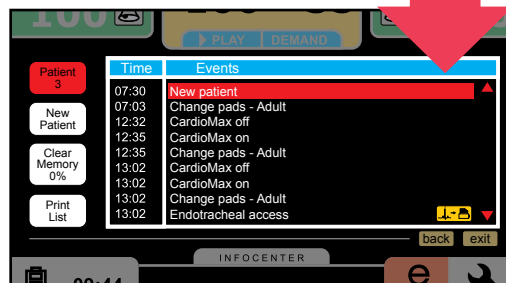 100
PLAY DEMAND
Patient
3
New
Patient
Clear
Memory
0%
Print
List
Time Events
07:30 New patient
07:03 Change pads - Adult
12:32 CardioMax off
12:35 CardioMax on
12:35 Change pads - Adult
13:02 CardioMax off
13:02 CardioMax on
13:02 Change pads - Adult
13:02 Endotracheal access
back exit
INFOCENTER
e